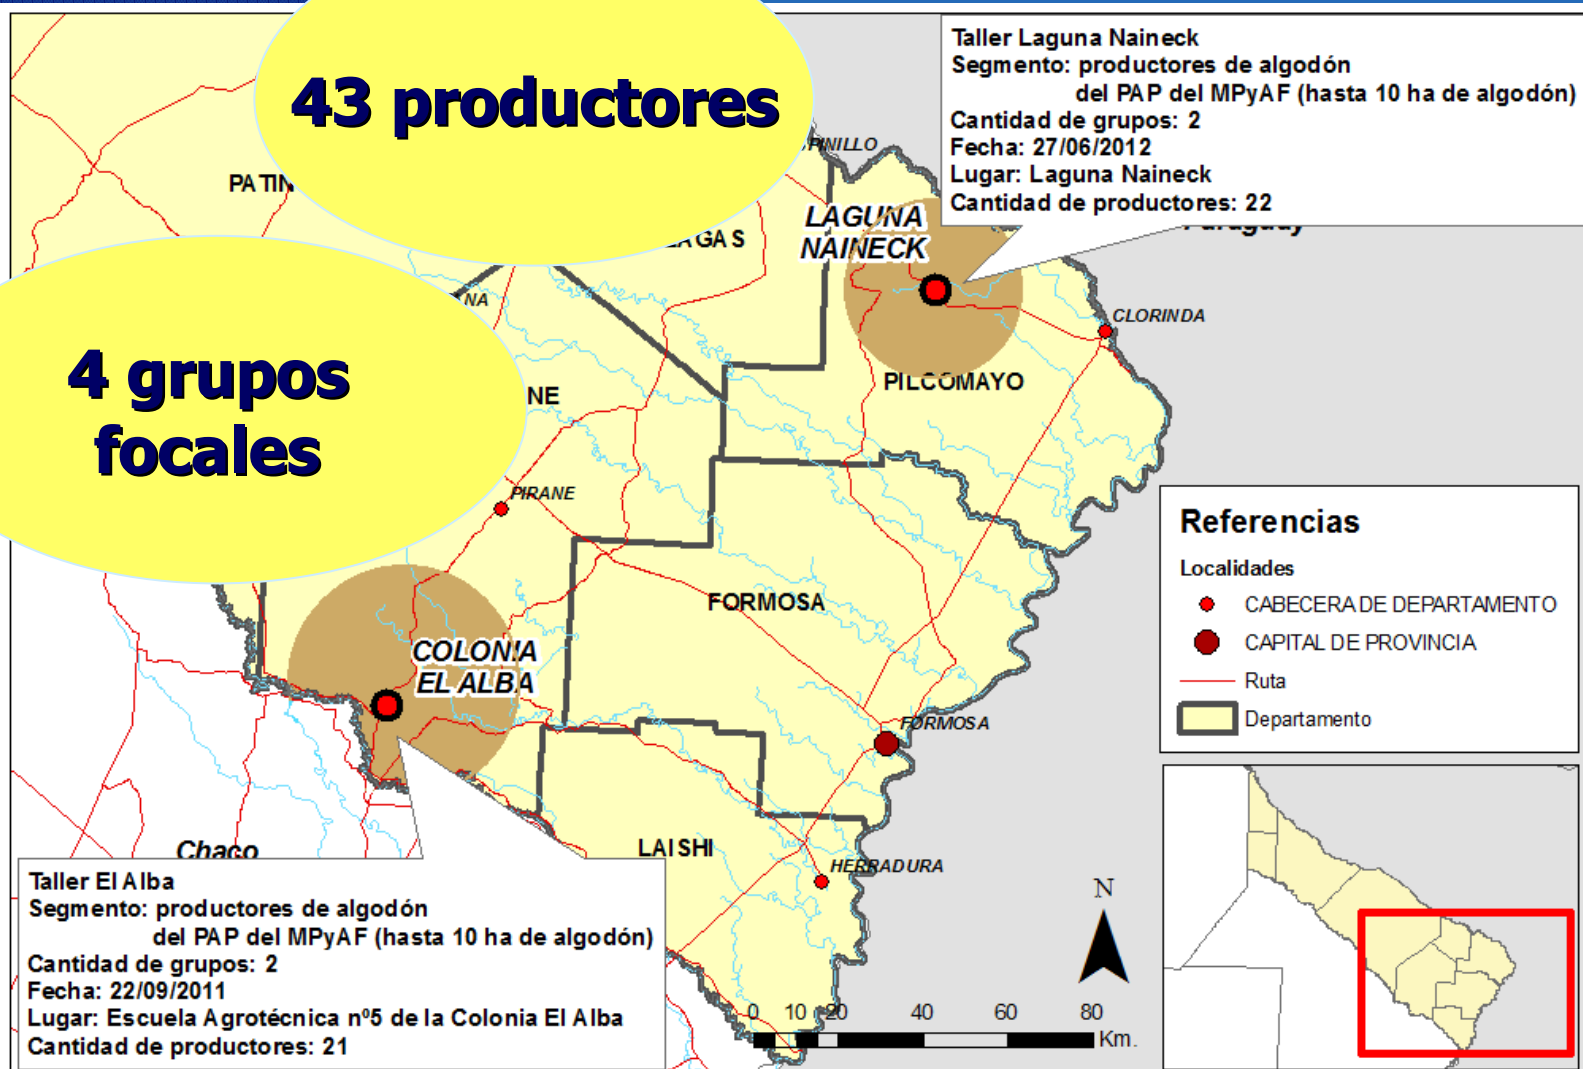 43 productores
4 grupos
focales
Taller Laguna Naineck
Segmento: productores de algodón
del PAP del MPyAF (hasta 10 ha de algodón)
Cantidad de grupos: 2
Fecha: 27/06/2012
Lugar: Laguna Naineck
Cantidad de productores: 22
LAGUNA
NAINECK
CLORINDA
PILCOMAYO
PIRANE
FORMOSA
COLONIA
EL ALBA
FORMOSA
LAISHI
HERRADURA
Chaco
Taller El Alba
Segmento: productores de algodón
del PAP del MPyAF (hasta 10 ha de algodón)
Cantidad de grupos: 2
Fecha: 22/09/2011
Lugar: Escuela Agrotécnica nº5 de la Colonia El Alba
Cantidad de productores: 21
Referencias
Localidades
CABECERA DE DEPARTAMENTO
CAPITAL DE PROVINCIA
Ruta
Departamento
N
0 10 20 40 60 80
Km.